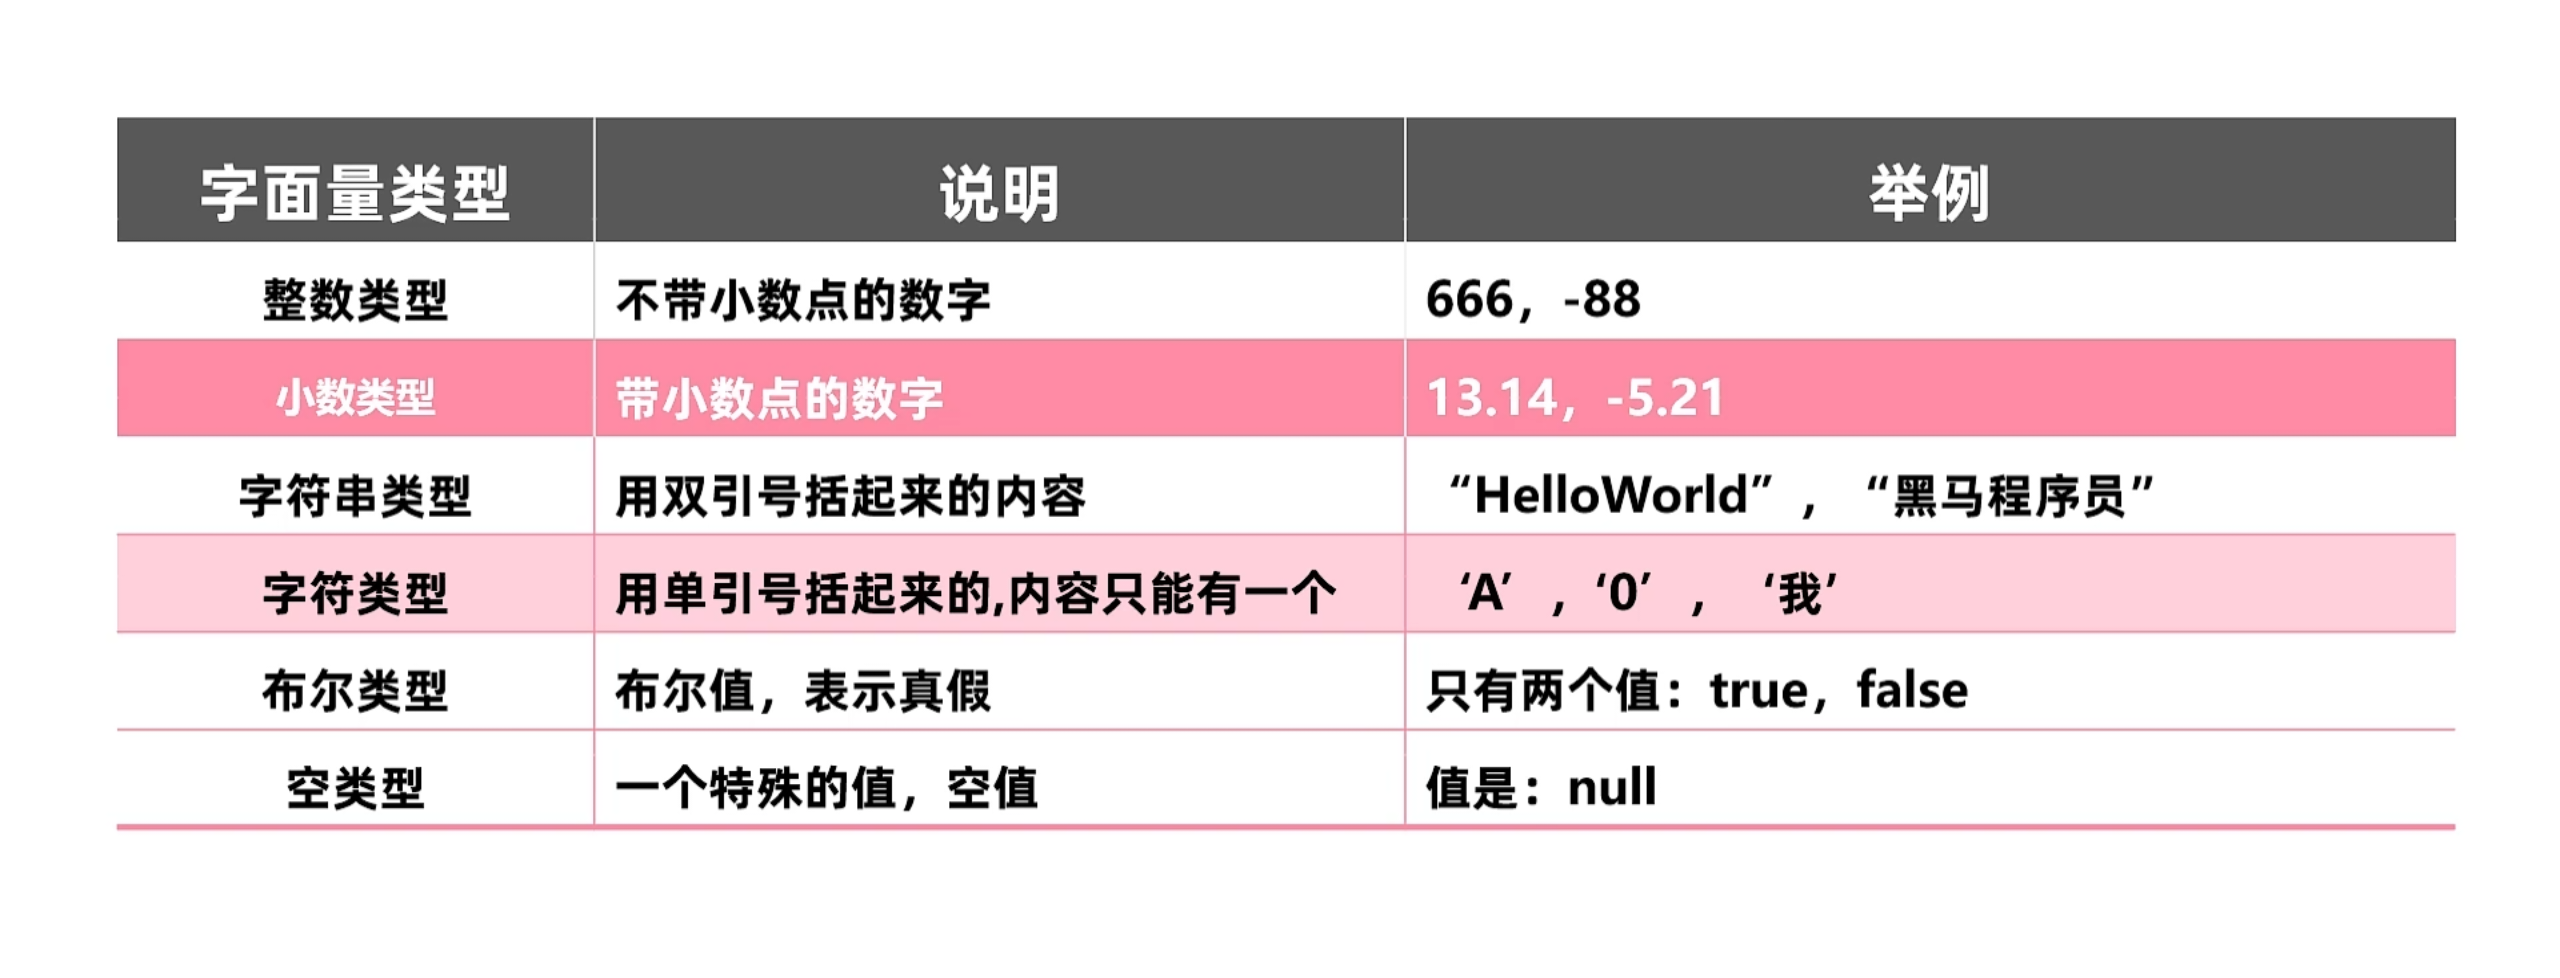 字面量类型 说明 举例
整数类型 不带小数点的数字 666，-88
小数类型 带小数点的数字 13.14，-5.21
字符串类型 用双引号括起来的内容 “HelloWorld”，“黑马程序员”
字符类型 用单引号括起来的,内容只能有一个 ‘A’，‘0’，‘我’
布尔类型 布尔值，表示真假 只有两个值：true，false
空类型 一个特殊的值，空值 值是：null